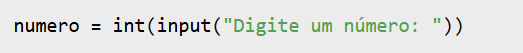 numero = int(input("Digite um número: "))